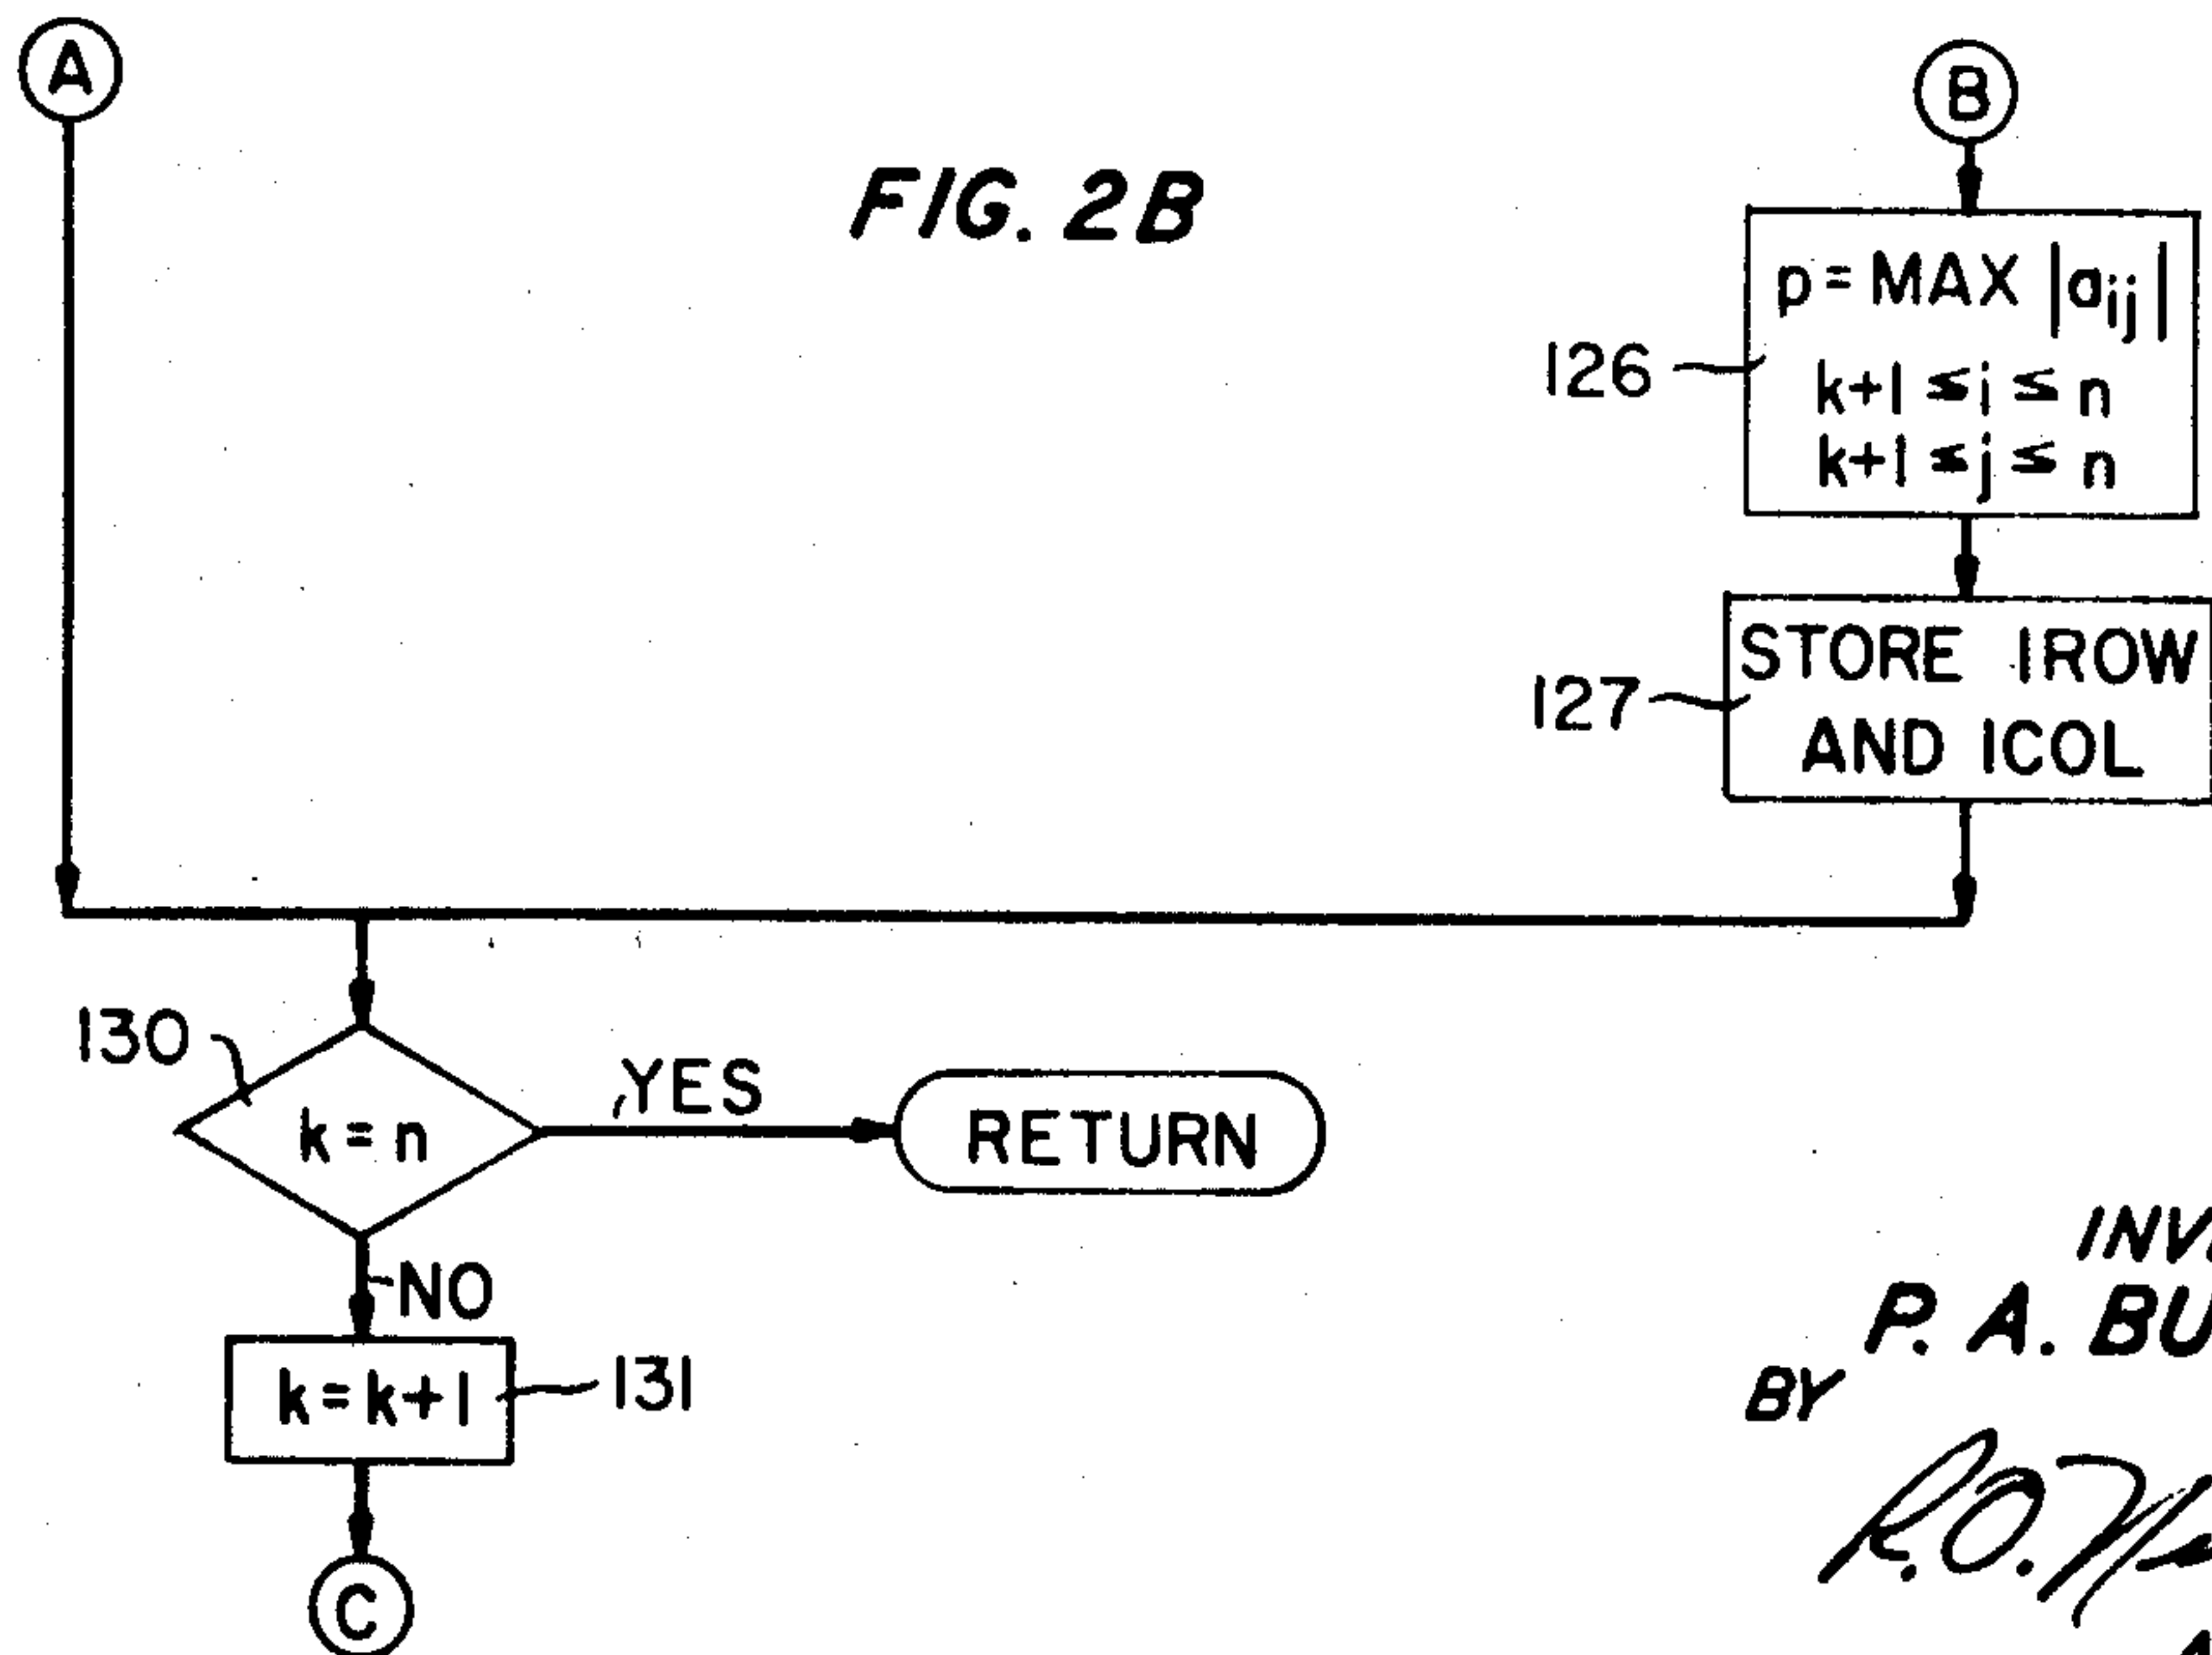 A
B
FIG. 2B
p = MAX |aij|
k+1 ≤ i ≤ n
k+1 ≤ j ≤ n
126
STORE IROW
AND ICOL
127
130
k = n
YES
RETURN
NO
k = k+1
131
C
P. A.
BY